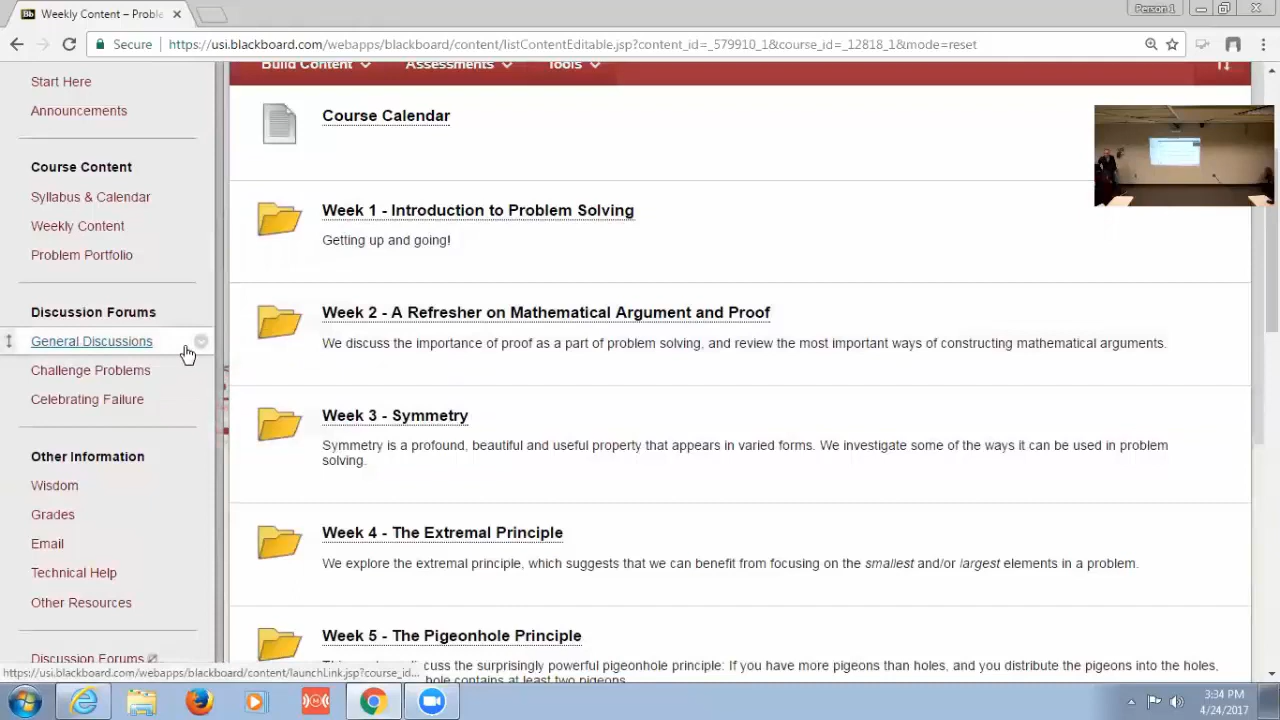 Bb Weekly Content – Proble
Person 1
Secure https://usi.blackboard.com/webapps/blackboard/content/listContentEditable.jsp?content_id=_579910_1&course_id=_12818_1&mode=reset
Start Here
Announcements
Course Content
Syllabus & Calendar
Weekly Content
Problem Portfolio
Discussion Forums
General Discussions
Challenge Problems
Celebrating Failure
Other Information
Wisdom
Grades
Email
Technical Help
Other Resources
Discussion Forums
Build Content Assessments Tools
Course Calendar
Week 1 - Introduction to Problem Solving
Getting up and going!
Week 2 - A Refresher on Mathematical Argument and Proof
We discuss the importance of proof as a part of problem solving, and review the most important ways of constructing mathematical arguments.
Week 3 - Symmetry
Symmetry is a profound, beautiful and useful property that appears in varied forms. We investigate some of the ways it can be used in problem
solving.
Week 4 - The Extremal Principle
We explore the extremal principle, which suggests that we can benefit from focusing on the smallest and/or largest elements in a problem.
Week 5 - The Pigeonhole Principle
cuss the surprisingly powerful pigeonhole principle: If you have more pigeons than holes, and you distribute the pigeons into the holes,
hole contains at least two pigeons.
https://usi.blackboard.com/webapps/blackboard/content/launchLink.jsp?course_id...
3:34 PM
4/24/2017